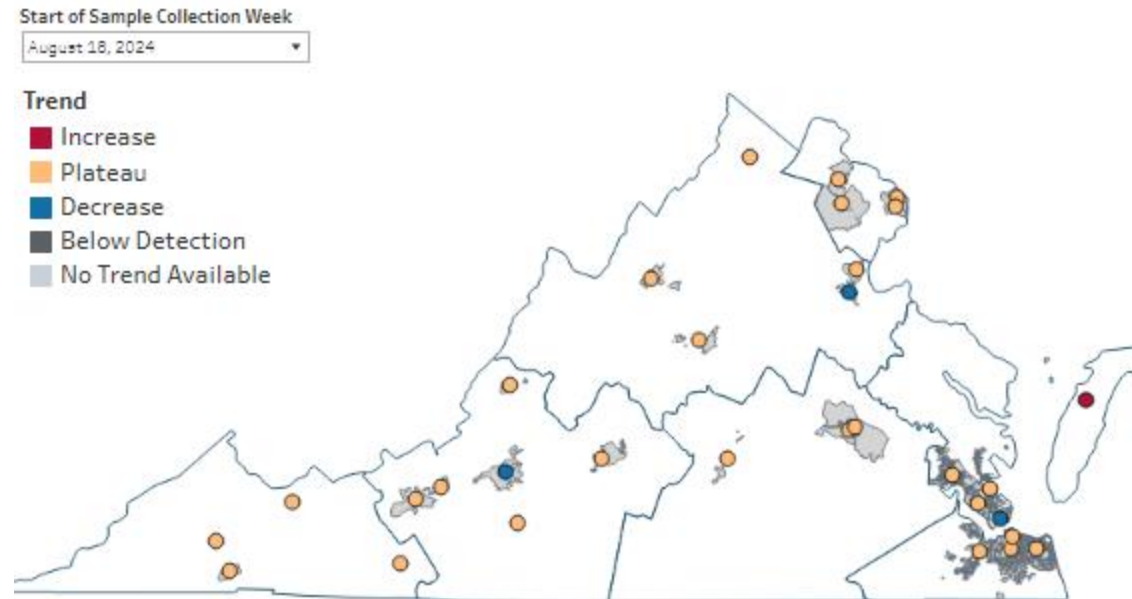 Start of Sample Collection Week
August 18, 2024
Trend
Increase
Plateau
Decrease
Below Detection
No Trend Available